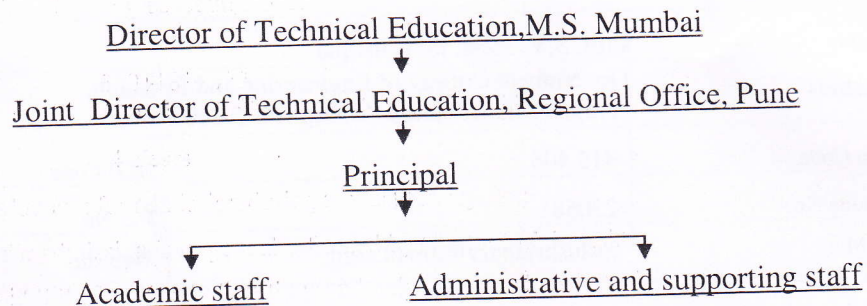 Director of Technical Education,M.S. Mumbai
Joint Director of Technical Education, Regional Office, Pune
Principal
Academic staff
Administrative and supporting staff